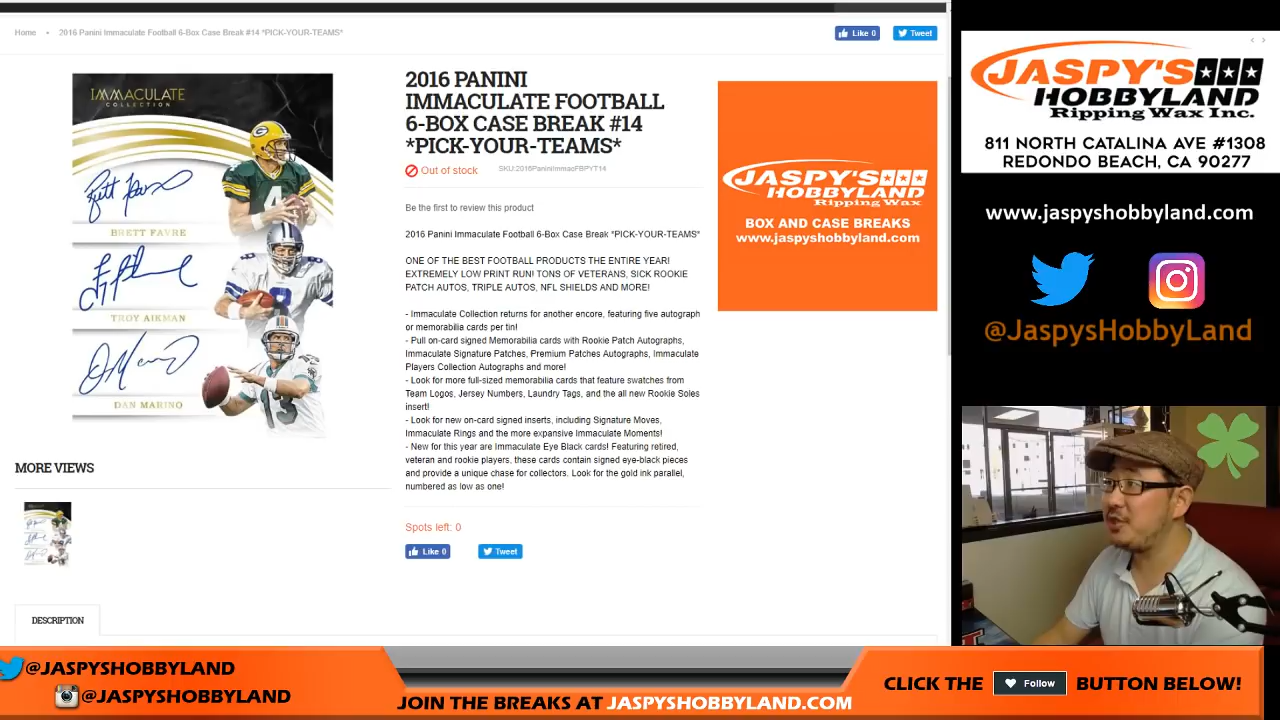 Home • 2016 Panini Immaculate Football 6-Box Case Break #14 *PICK-YOUR-TEAMS*
Like 0
Tweet
IMMACULATE
COLLECTION
BRETT FAVRE
TROY AIKMAN
DAN MARINO
MORE VIEWS
2016 PANINI
IMMACULATE FOOTBALL
6-BOX CASE BREAK #14
*PICK-YOUR-TEAMS*
Out of stock
SKU:2016PaniniImmacFBPYT14
Be the first to review this product
2016 Panini Immaculate Football 6-Box Case Break *PICK-YOUR-TEAMS*
ONE OF THE BEST FOOTBALL PRODUCTS THE ENTIRE YEAR!
EXTREMELY LOW PRINT RUN! TONS OF VETERANS, SICK ROOKIE
PATCH AUTOS, TRIPLE AUTOS, NFL SHIELDS AND MORE!
- Immaculate Collection returns for another encore, featuring five autograph
or memorabilia cards per tin!
- Pull on-card signed Memorabilia cards with Rookie Patch Autographs,
Immaculate Signature Patches, Premium Patches Autographs, Immaculate
Players Collection Autographs and more!
- Look for more full-sized memorabilia cards that feature swatches from
Team Logos, Jersey Numbers, Laundry Tags, and the all new Rookie Soles
insert!
- Look for new on-card signed inserts, including Signature Moves,
Immaculate Rings and the more expansive Immaculate Moments!
- New for this year are Immaculate Eye Black cards! Featuring retired,
veteran and rookie players, these cards contain signed eye-black pieces
and provide a unique chase for collectors. Look for the gold ink parallel,
numbered as low as one!
Spots left: 0
Like 0
Tweet
DESCRIPTION
JASPY'S
HOBBYLAND
Ripping Wax
BOX AND CASE BREAKS
www.jaspyshobbyland.com
JASPY'S
HOBBYLAND
Ripping Wax Inc.
811 NORTH CATALINA AVE #1308
REDONDO BEACH, CA 90277
www.jaspyshobbyland.com
@JaspysHobbyLand
@JASPYSHOBBYLAND
@JASPYSHOBBYLAND
JOIN THE BREAKS AT JASPYSHOBBYLAND.COM
CLICK THE Follow BUTTON BELOW!